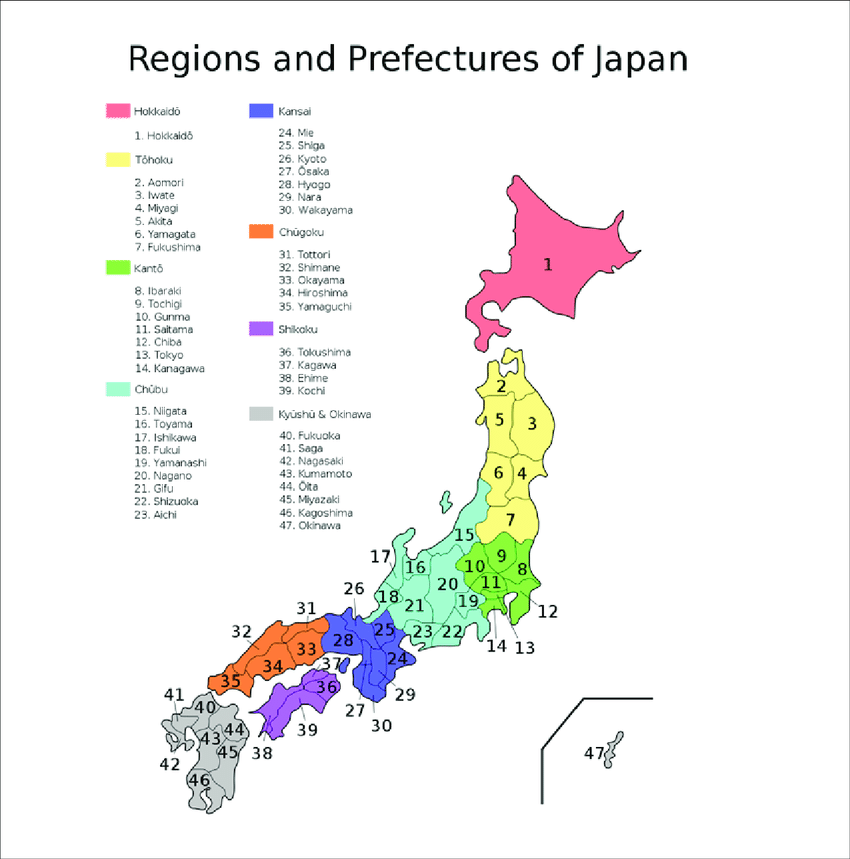 Regions and Prefectures of Japan
Hokkaidō
1. Hokkaidō
Tōhoku
2. Aomori
3. Iwate
4. Miyagi
5. Akita
6. Yamagata
7. Fukushima
Kantō
8. Ibaraki
9. Tochigi
10. Gunma
11. Saitama
12. Chiba
13. Tokyo
14. Kanagawa
Chūbu
15. Niigata
16. Toyama
17. Ishikawa
18. Fukui
19. Yamanashi
20. Nagano
21. Gifu
22. Shizuoka
23. Aichi
Kansai
24. Mie
25. Shiga
26. Kyoto
27. Ōsaka
28. Hyogo
29. Nara
30. Wakayama
Chūgoku
31. Tottori
32. Shimane
33. Okayama
34. Hiroshima
35. Yamaguchi
Shikoku
36. Tokushima
37. Kagawa
38. Ehime
39. Kochi
Kyūshū & Okinawa
40. Fukuoka
41. Saga
42. Nagasaki
43. Kumamoto
44. Ōita
45. Miyazaki
46. Kagoshima
47. Okinawa
1
2
5
3
6
4
7
15
17
16
10
9
8
11
20
18
21
19
12
14
13
26
31
25
23
22
32
28
33
24
34
37
35
36
29
41
40
27
30
39
44
43
38
45
42
46
47